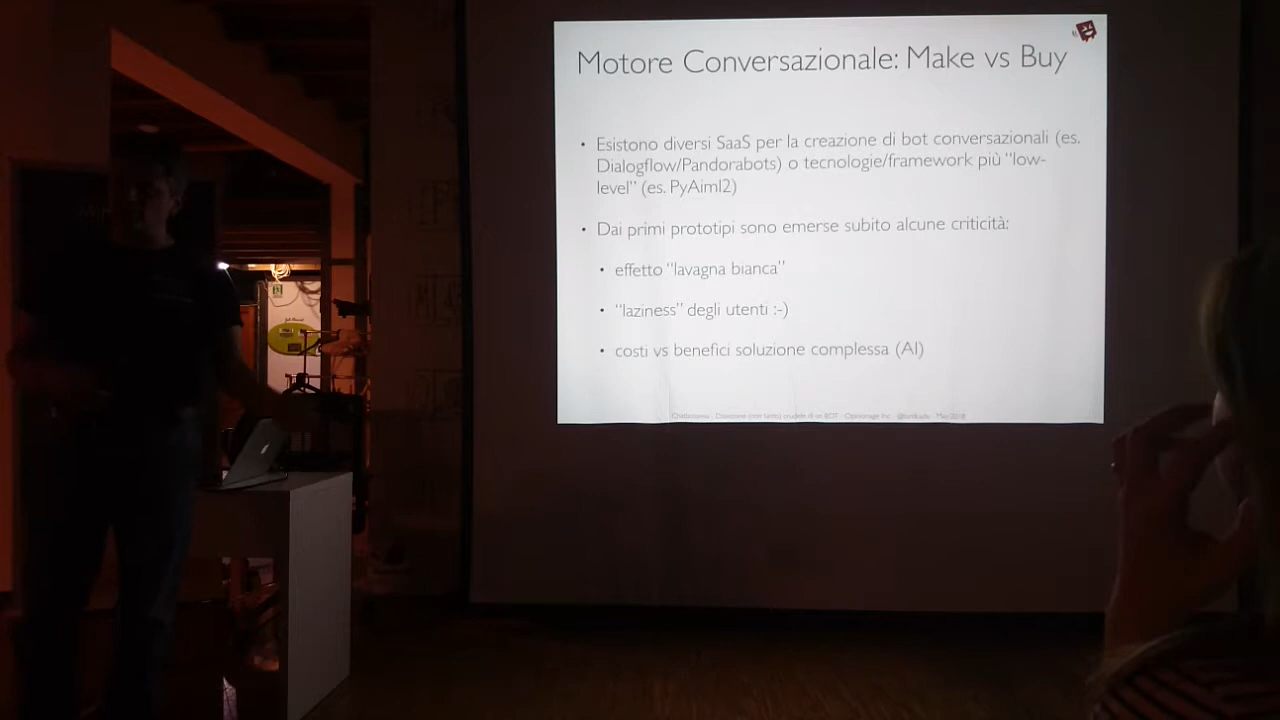 Motore Conversazionale: Make vs Buy
• Esistono diversi SaaS per la creazione di bot conversazionali (es.
Dialogflow/Pandorabots) o tecnologie/framework più "low-
level" (es. PyAiml2)
• Dai primi prototipi sono emerse subito alcune criticità:
• effetto "lavagna bianca"
• "laziness" degli utenti :-)
• costi vs benefici soluzione complessa (AI)